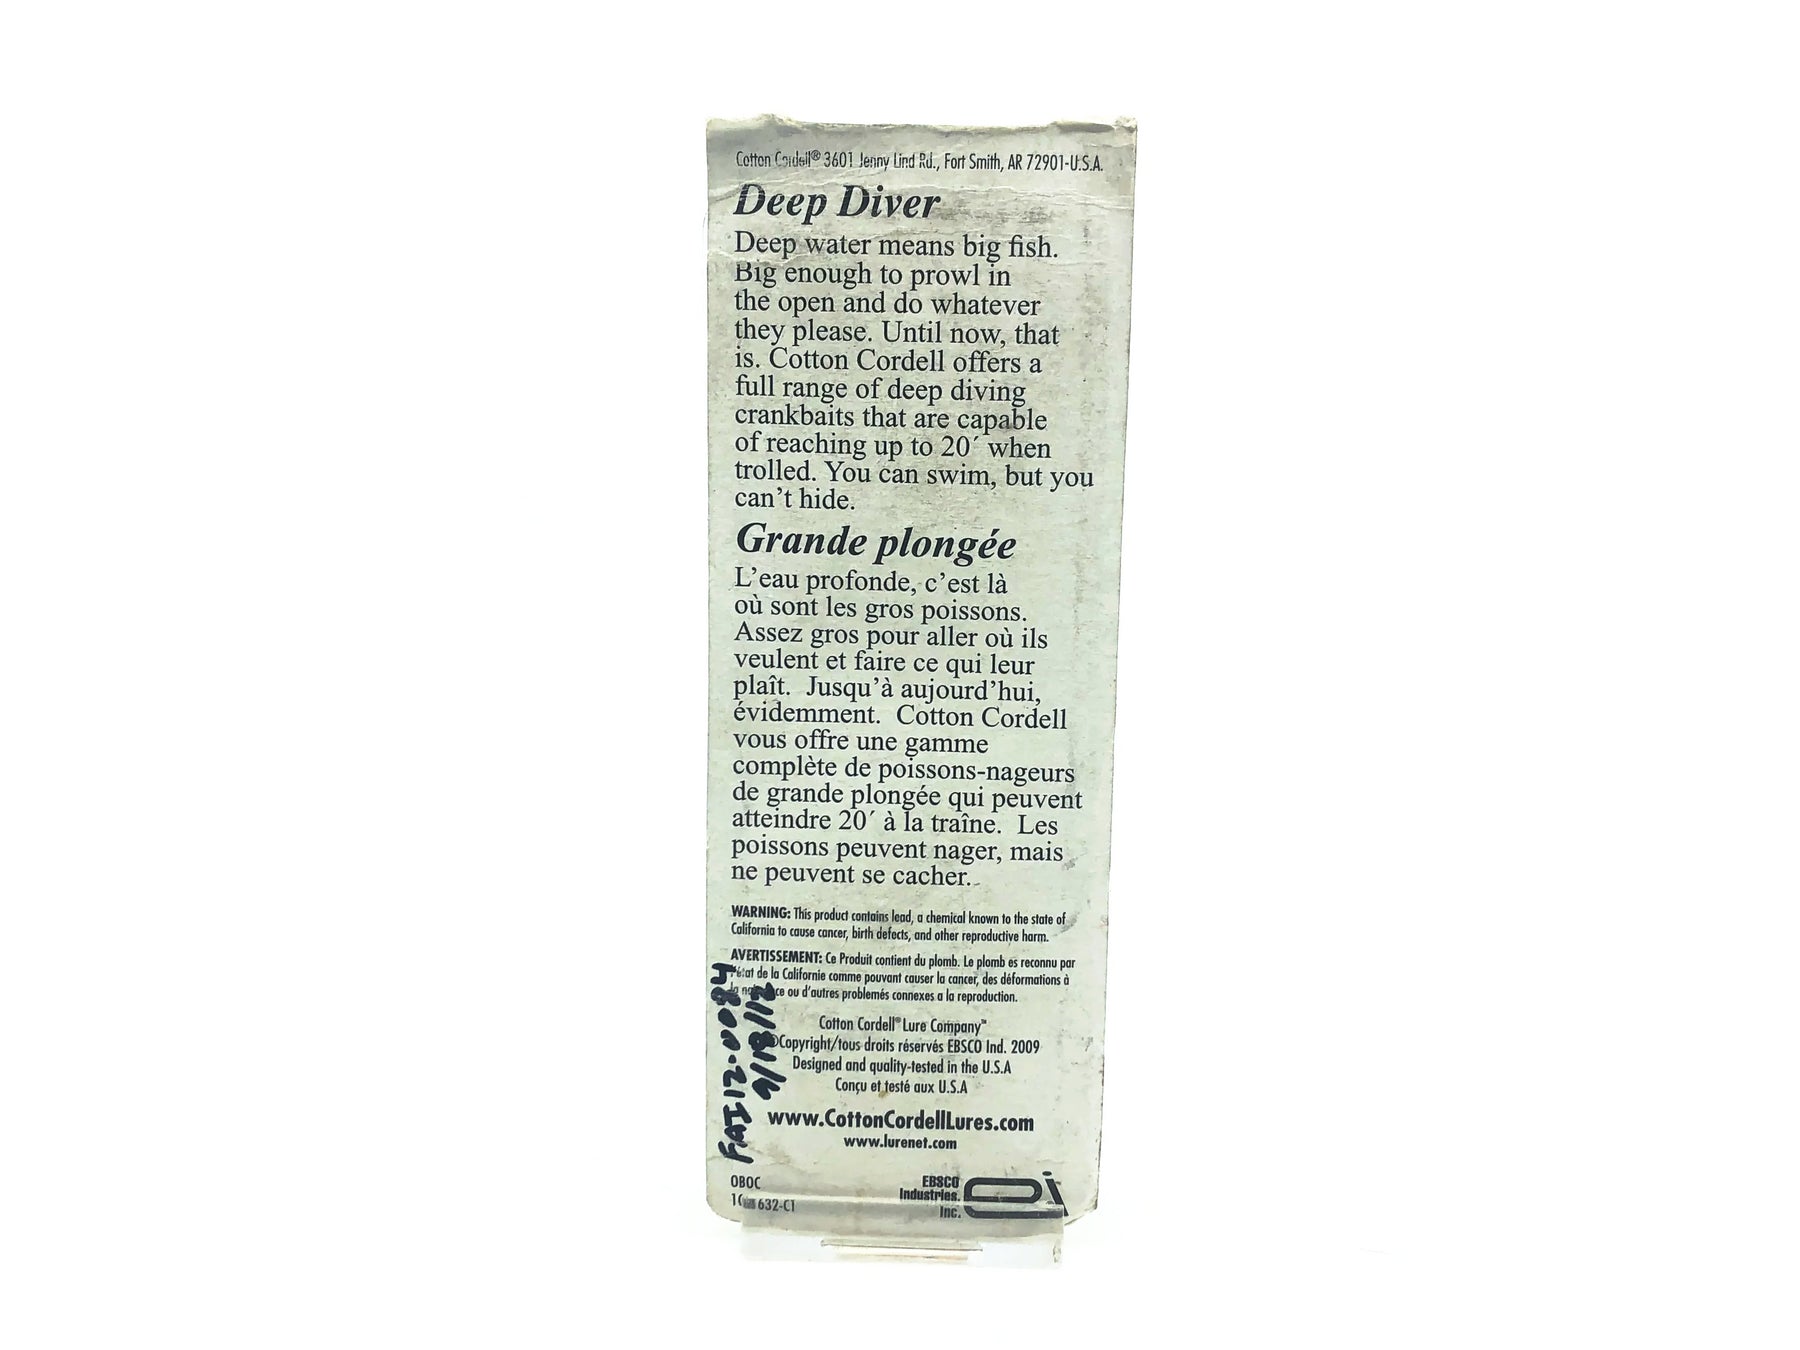 Cotton Cordell® 3601 Jenny Lind Rd., Fort Smith, AR 72901-U.S.A.
Deep Diver
Deep water means big fish.
Big enough to prowl in
the open and do whatever
they please. Until now, that
is. Cotton Cordell offers a
full range of deep diving
crankbaits that are capable
of reaching up to 20´ when
trolled. You can swim, but you
can't hide.
Grande plongée
L'eau profonde, c'est là
où sont les gros poissons.
Assez gros pour aller où ils
veulent et faire ce qui leur
plaît. Jusqu'à aujourd'hui,
évidemment. Cotton Cordell
vous offre une gamme
complète de poissons-nageurs
de grande plongée qui peuvent
atteindre 20´ à la traîne. Les
poissons peuvent nager, mais
ne peuvent se cacher.
WARNING: This product contains lead, a chemical known to the state of
California to cause cancer, birth defects, and other reproductive harm.
AVERTISSEMENT: Ce Produit contient du plomb. Le plomb es reconnu par
l'état de la Californie comme pouvant causer la cancer, des déformations à
la ou d'autres problemés connexes a la reproduction.
Cotton Cordell® Lure Company™
©Copyright/tous droits réservés EBSCO Ind. 2009
Designed and quality-tested in the U.S.A
Conçu et testé aux U.S.A
www.CottonCordellLures.com
www.lurenet.com
FAI12-0084
9/18/12
OBOC
632-C1
EBSCO
Industries.
Inc.